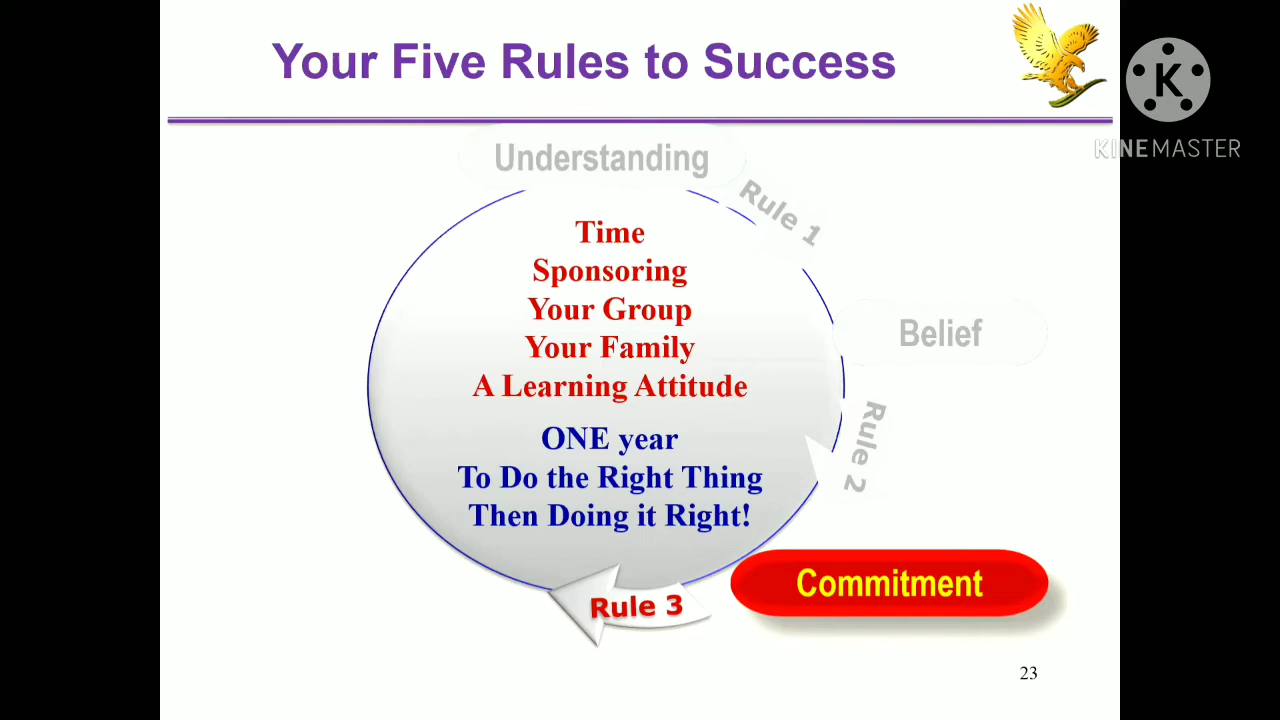 Your Five Rules to Success
K
KINEMASTER
Understanding
Rule 1
Time
Sponsoring
Your Group
Your Family
A Learning Attitude
Belief
Rule 2
ONE year
To Do the Right Thing
Then Doing it Right!
Commitment
Rule 3
23